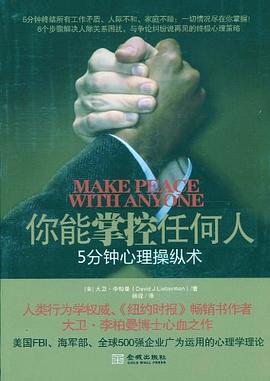 5分钟终结所有工作矛盾、人际不和、家庭不睦;一切情况尽在你掌握!
6个步骤解决人际关系困扰,与争论纠纷说再见的终极心理策略
MAKE PEACE
WITH ANYONE
你能掌控任何人
5分钟心理操纵术
(美) 大卫·李柏曼 (David J.Lieberman) /著
/译
人类行为学权威、《纽约时报》畅销书作者
大卫·李柏曼博士心血之作
美国FBI、海军部、全球500强企业广为运用的心理学理论
金城出版社